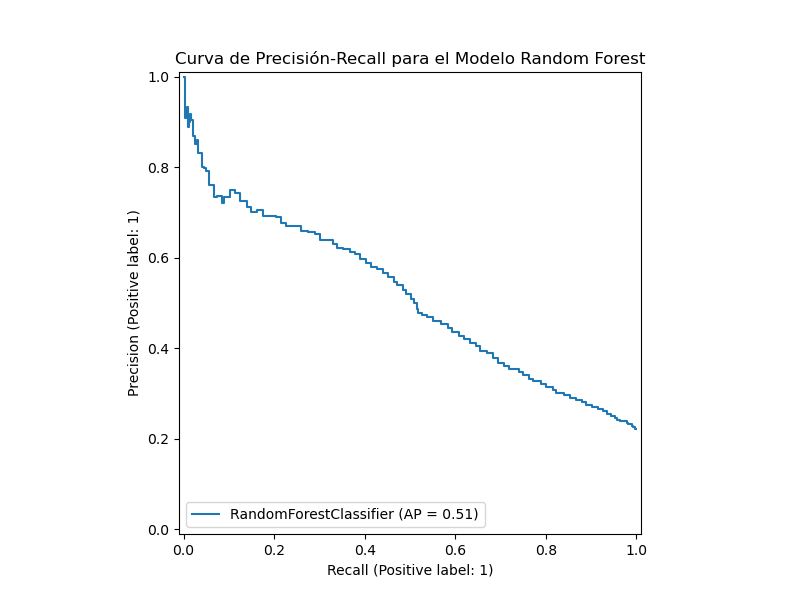 Curva de Precisión-Recall para el Modelo Random Forest
1.0
0.8
0.6
0.4
0.2
0.0
Precision (Positive label: 1)
RandomForestClassifier (AP = 0.51)
0.0 0.2 0.4 0.6 0.8 1.0
Recall (Positive label: 1)